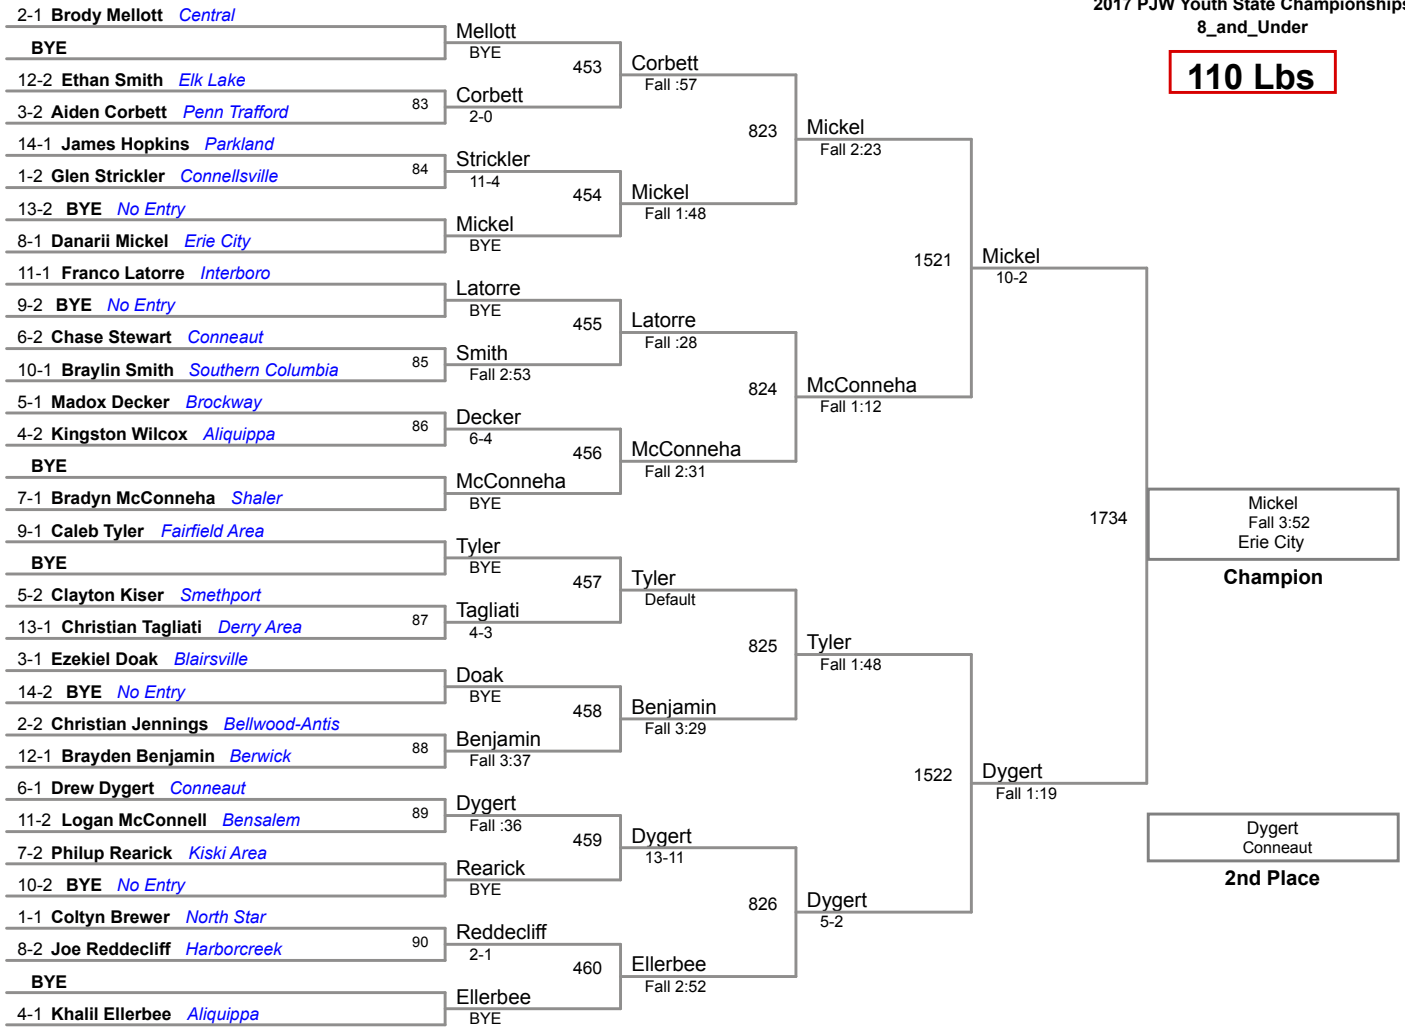 2017 PJW Youth State Championships
8_and_Under
110 Lbs
2-1 Brody Mellott Central
BYE
12-2 Ethan Smith Elk Lake
3-2 Aiden Corbett Penn Trafford
14-1 James Hopkins Parkland
1-2 Glen Strickler Connellsville
13-2 BYE No Entry
8-1 Danarii Mickel Erie City
11-1 Franco Latorre Interboro
9-2 BYE No Entry
6-2 Chase Stewart Conneaut
10-1 Braylin Smith Southern Columbia
5-1 Madox Decker Brockway
4-2 Kingston Wilcox Aliquippa
BYE
7-1 Bradyn McConneha Shaler
9-1 Caleb Tyler Fairfield Area
BYE
5-2 Clayton Kiser Smethport
13-1 Christian Tagliati Derry Area
3-1 Ezekiel Doak Blairsville
14-2 BYE No Entry
2-2 Christian Jennings Bellwood-Antis
12-1 Brayden Benjamin Berwick
6-1 Drew Dygert Conneaut
11-2 Logan McConnell Bensalem
7-2 Philup Rearick Kiski Area
10-2 BYE No Entry
1-1 Coltyn Brewer North Star
8-2 Joe Reddecliff Harborcreek
BYE
4-1 Khalil Ellerbee Aliquippa
83
84
85
86
87
88
89
90
Mellott
BYE
Corbett
2-0
Strickler
11-4
Mickel
BYE
Latorre
BYE
Smith
Fall 2:53
Decker
6-4
McConneha
BYE
Tyler
BYE
Tagliati
4-3
Doak
BYE
Benjamin
Fall 3:37
Dygert
Fall :36
Rearick
BYE
Reddecliff
2-1
Ellerbee
BYE
453
454
455
456
457
458
459
460
Corbett
Fall :57
Mickel
Fall 1:48
Latorre
Fall :28
McConneha
Fall 2:31
Tyler
Default
Benjamin
Fall 3:29
Dygert
13-11
Ellerbee
Fall 2:52
823
824
825
826
Mickel
Fall 2:23
McConneha
Fall 1:12
Tyler
Fall 1:48
Dygert
5-2
1521
1522
Mickel
10-2
Dygert
Fall 1:19
1734
Mickel
Fall 3:52
Erie City
Champion
Dygert
Conneaut
2nd Place